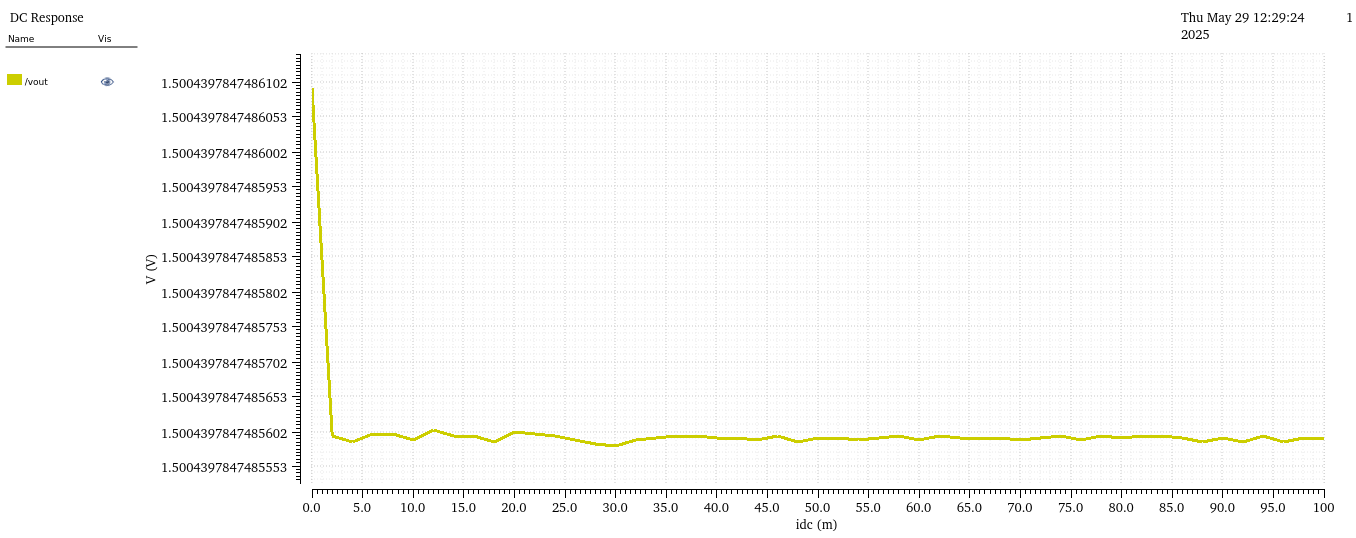 DC Response
Thu May 29 12:29:24 1
2025
Name Vis
/vout
1.5004397847486102
1.5004397847486053
1.5004397847486002
1.5004397847485953
1.5004397847485902
1.5004397847485853
1.5004397847485802
1.5004397847485753
1.5004397847485702
1.5004397847485653
1.5004397847485602
1.5004397847485553
V (V)
0.0 5.0 10.0 15.0 20.0 25.0 30.0 35.0 40.0 45.0 50.0 55.0 60.0 65.0 70.0 75.0 80.0 85.0 90.0 95.0 100
idc (m)